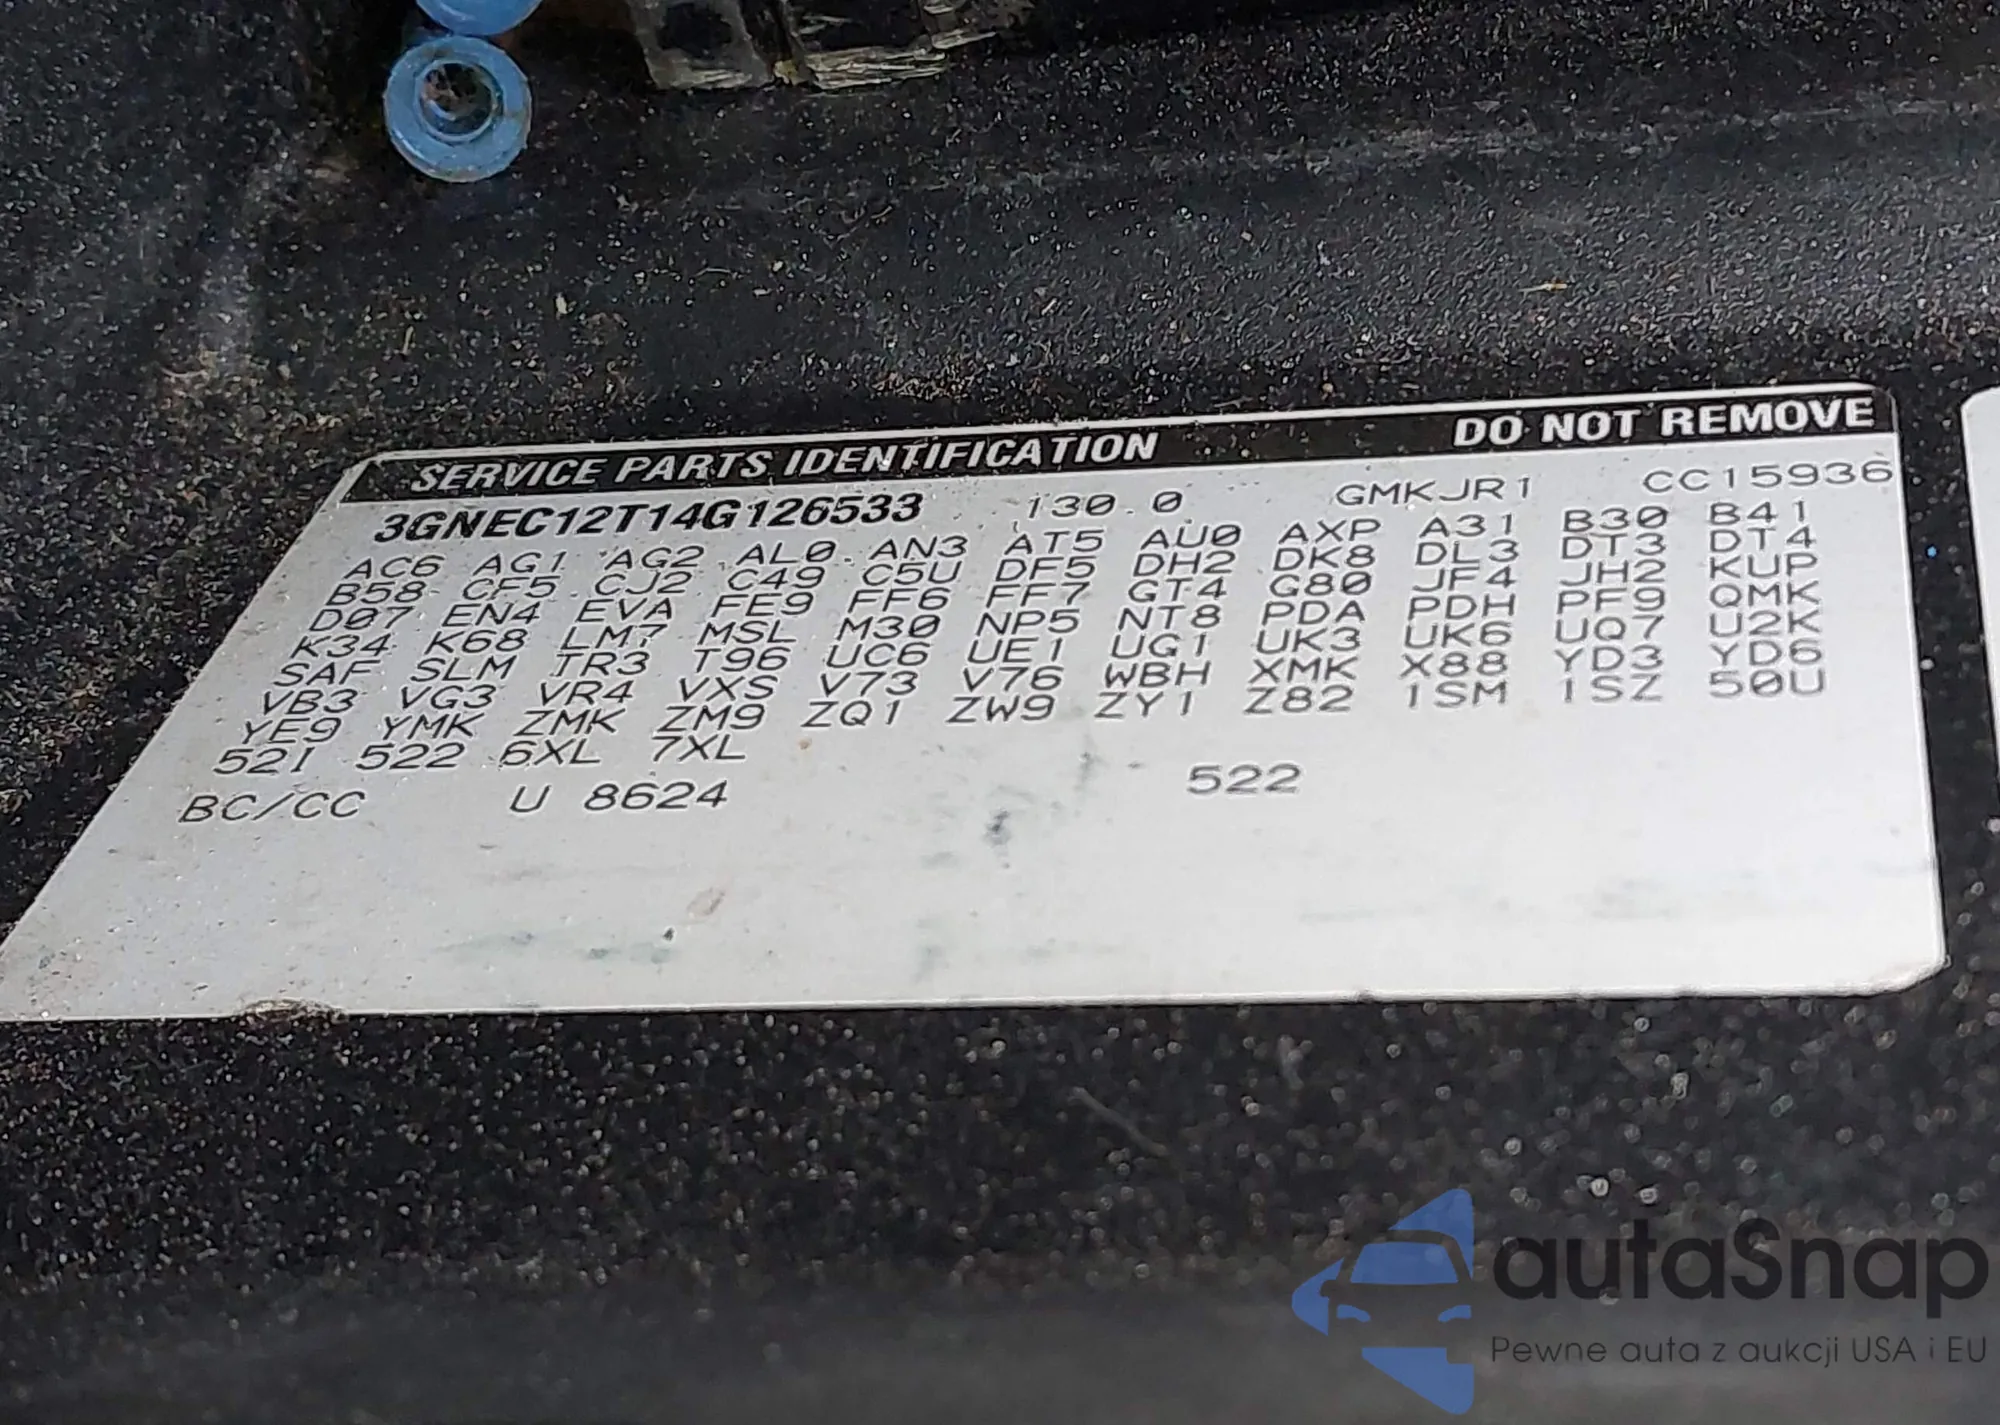 SERVICE PARTS IDENTIFICATION DO NOT REMOVE
3GNEC12T14G126533 130.0 GMKJR1 CC15936
AC6 AG1 AG2 AL0 AN3 AT5 AU0 AXP A31 B30 B41
B58 CF5 CJ2 C49 C5U DF5 DH2 DK8 DL3 DT3 DT4
D07 EN4 EVA FE9 FF6 FF7 GT4 G80 JF4 JH2 KUP
K34 K68 LM7 MSL M30 NP5 NT8 PDA PDH PF9 QMK
SAF SLM TR3 T96 UC6 UE1 UG1 UK3 UK6 UQ7 U2K
VB3 VG3 VR4 VXS V73 V76 WBH XMK X88 YD3 YD6
YE9 YMK ZMK ZM9 ZQ1 ZW9 ZY1 Z82 1SM 1SZ 50U
52I 522 6XL 7XL
BC/CC U 8624 522
autaSnap
Pewne auta z aukcji USA i EU